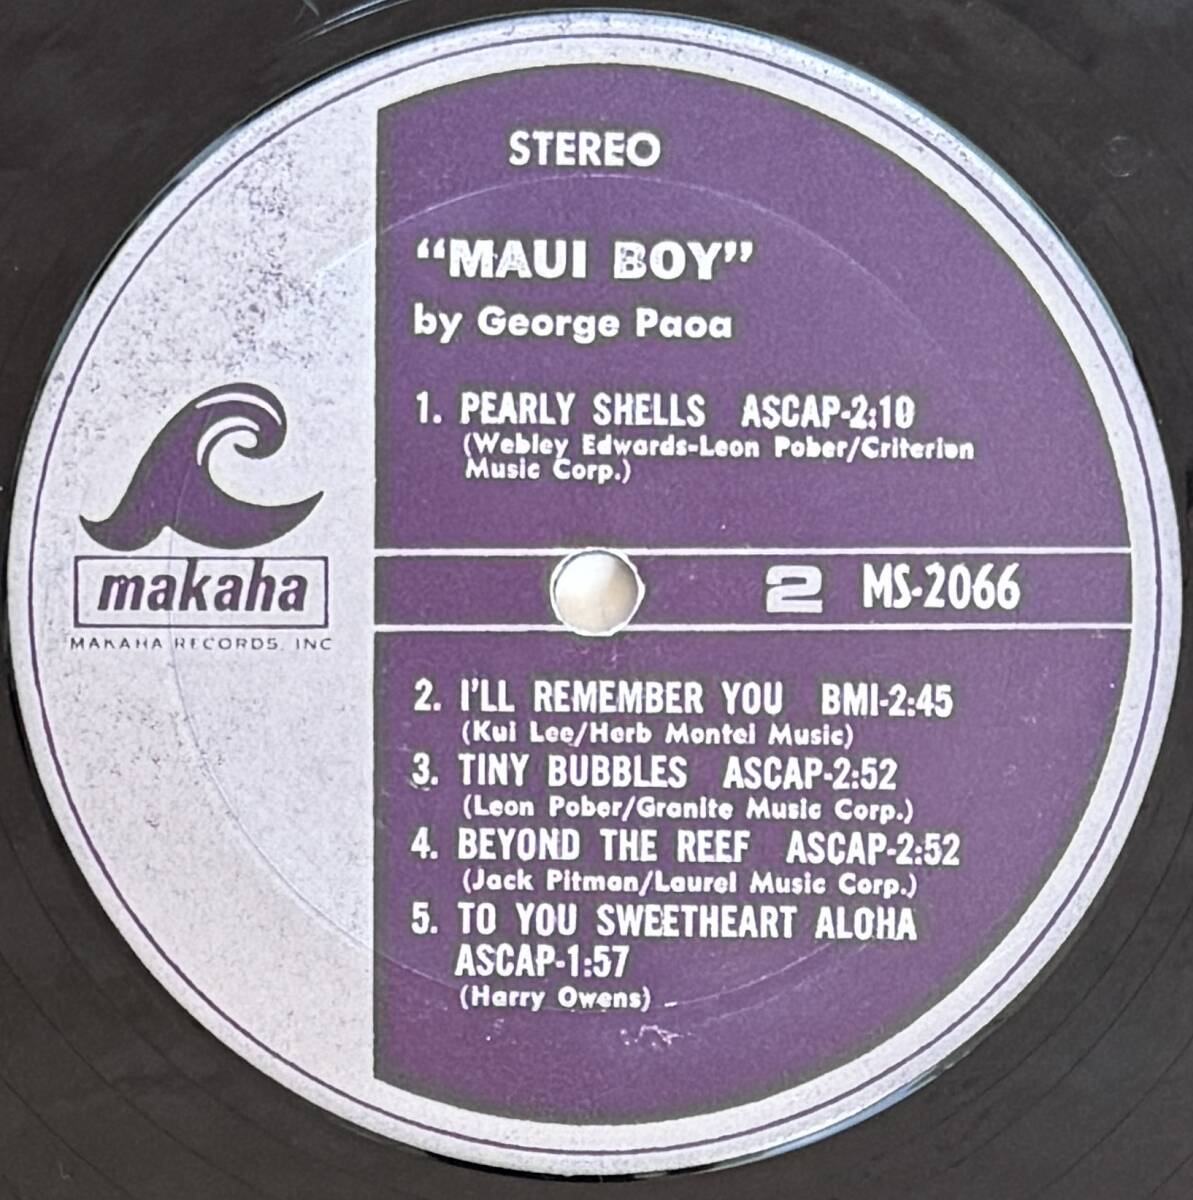 STEREO
“MAUI BOY”
by George Paoa
1. PEARLY SHELLS ASCAP-2:10
(Webley Edwards-Leon Pober/Criterion
Music Corp.)
makaha
MAKAHA RECORDS, INC
2 MS-2066
2. I'LL REMEMBER YOU BMI-2:45
(Kui Lee/Herb Montei Music)
3. TINY BUBBLES ASCAP-2:52
(Leon Pober/Granite Music Corp.)
4. BEYOND THE REEF ASCAP-2:52
(Jack Pitman/Laurel Music Corp.)
5. TO YOU SWEETHEART ALOHA
ASCAP-1:57
(Harry Owens)